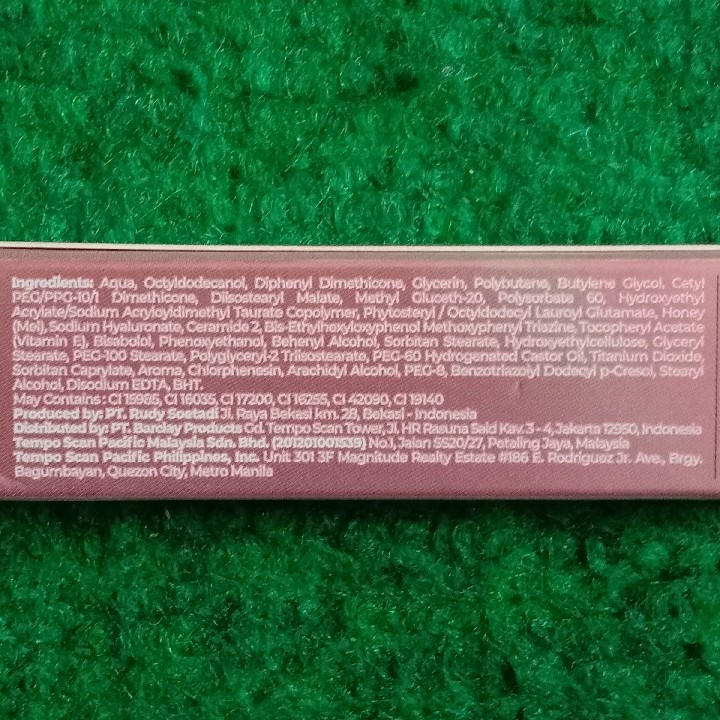 Ingredients: Aqua, Octyldodecanol, Diphenyl Dimethicone, Glycerin, Polybutene, Butylene Glycol, Cetyl
PEG/PPG-10/1 Dimethicone, Diisostearyl Malate, Methyl Gluceth-20, Polysorbate 60, Hydroxyethyl
Acrylate/Sodium Acryloyldimethyl Taurate Copolymer, Phytosteryl / Octyldodecyl Lauroyl Glutamate, Honey
(Mel), Sodium Hyaluronate, Ceramide 2, Bis-Ethylhexyloxyphenol Methoxyphenyl Triazine, Tocopheryl Acetate
(Vitamin E), Bisabolol, Phenoxyethanol, Behenyl Alcohol, Sorbitan Stearate, Hydroxyethylcellulose, Glyceryl
Stearate, PEG-100 Stearate, Polyglyceryl-2 Triisostearate, PEG-60 Hydrogenated Castor Oil, Titanium Dioxide,
Sorbitan Caprylate, Aroma, Chlorphenesin, Arachidyl Alcohol, PEG-8, Benzotriazolyl Dodecyl p-Cresol, Stearyl
Alcohol, Disodium EDTA, BHT.
May Contains : CI 15985, CI 16035, CI 17200, CI 16255, CI 42090, CI 19140
Produced by: PT. Rudy Soetadi Jl. Raya Bekasi km. 28, Bekasi - Indonesia
Distributed by: PT. Barclay Products Gd. Tempo Scan Tower, Jl. HR Rasuna Said Kav. 3 - 4, Jakarta 12950, Indonesia
Tempo Scan Pacific Malaysia Sdn. Bhd. (201201001539) No.1, Jalan SS20/27, Petaling Jaya, Malaysia
Tempo Scan Pacific Philippines, Inc. Unit 301 3F Magnitude Realty Estate #186 E. Rodriguez Jr. Ave., Brgy.
Bagumbayan, Quezon City, Metro Manila